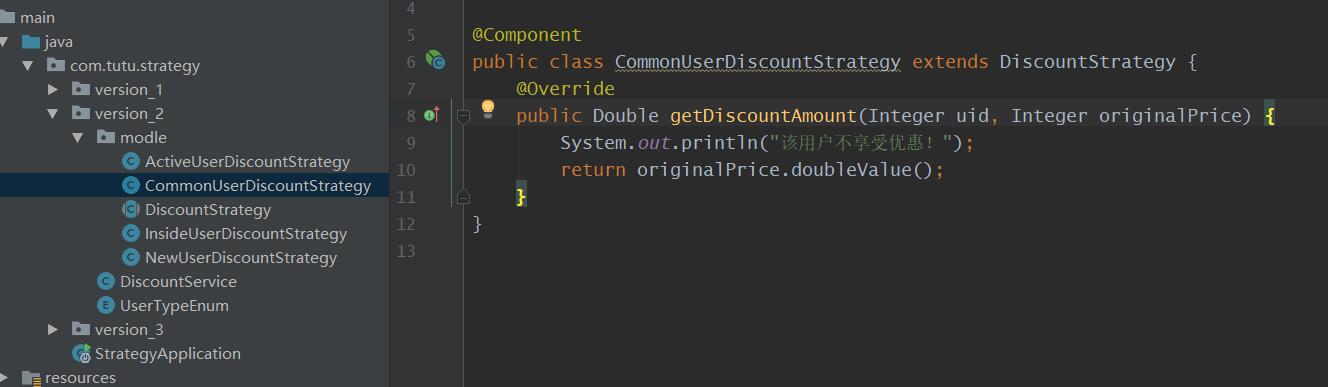 main
java
com.tutu.strategy
version_1
version_2
modle
ActiveUserDiscountStrategy
CommonUserDiscountStrategy
DiscountStrategy
InsideUserDiscountStrategy
NewUserDiscountStrategy
DiscountService
UserTypeEnum
version_3
StrategyApplication
resources
4
5 @Component
6 public class CommonUserDiscountStrategy extends DiscountStrategy {
7 @Override
8 public Double getDiscountAmount(Integer uid, Integer originalPrice) {
9 System.out.println("该用户不享受优惠！");
10 return originalPrice.doubleValue();
11 }
12 }
13